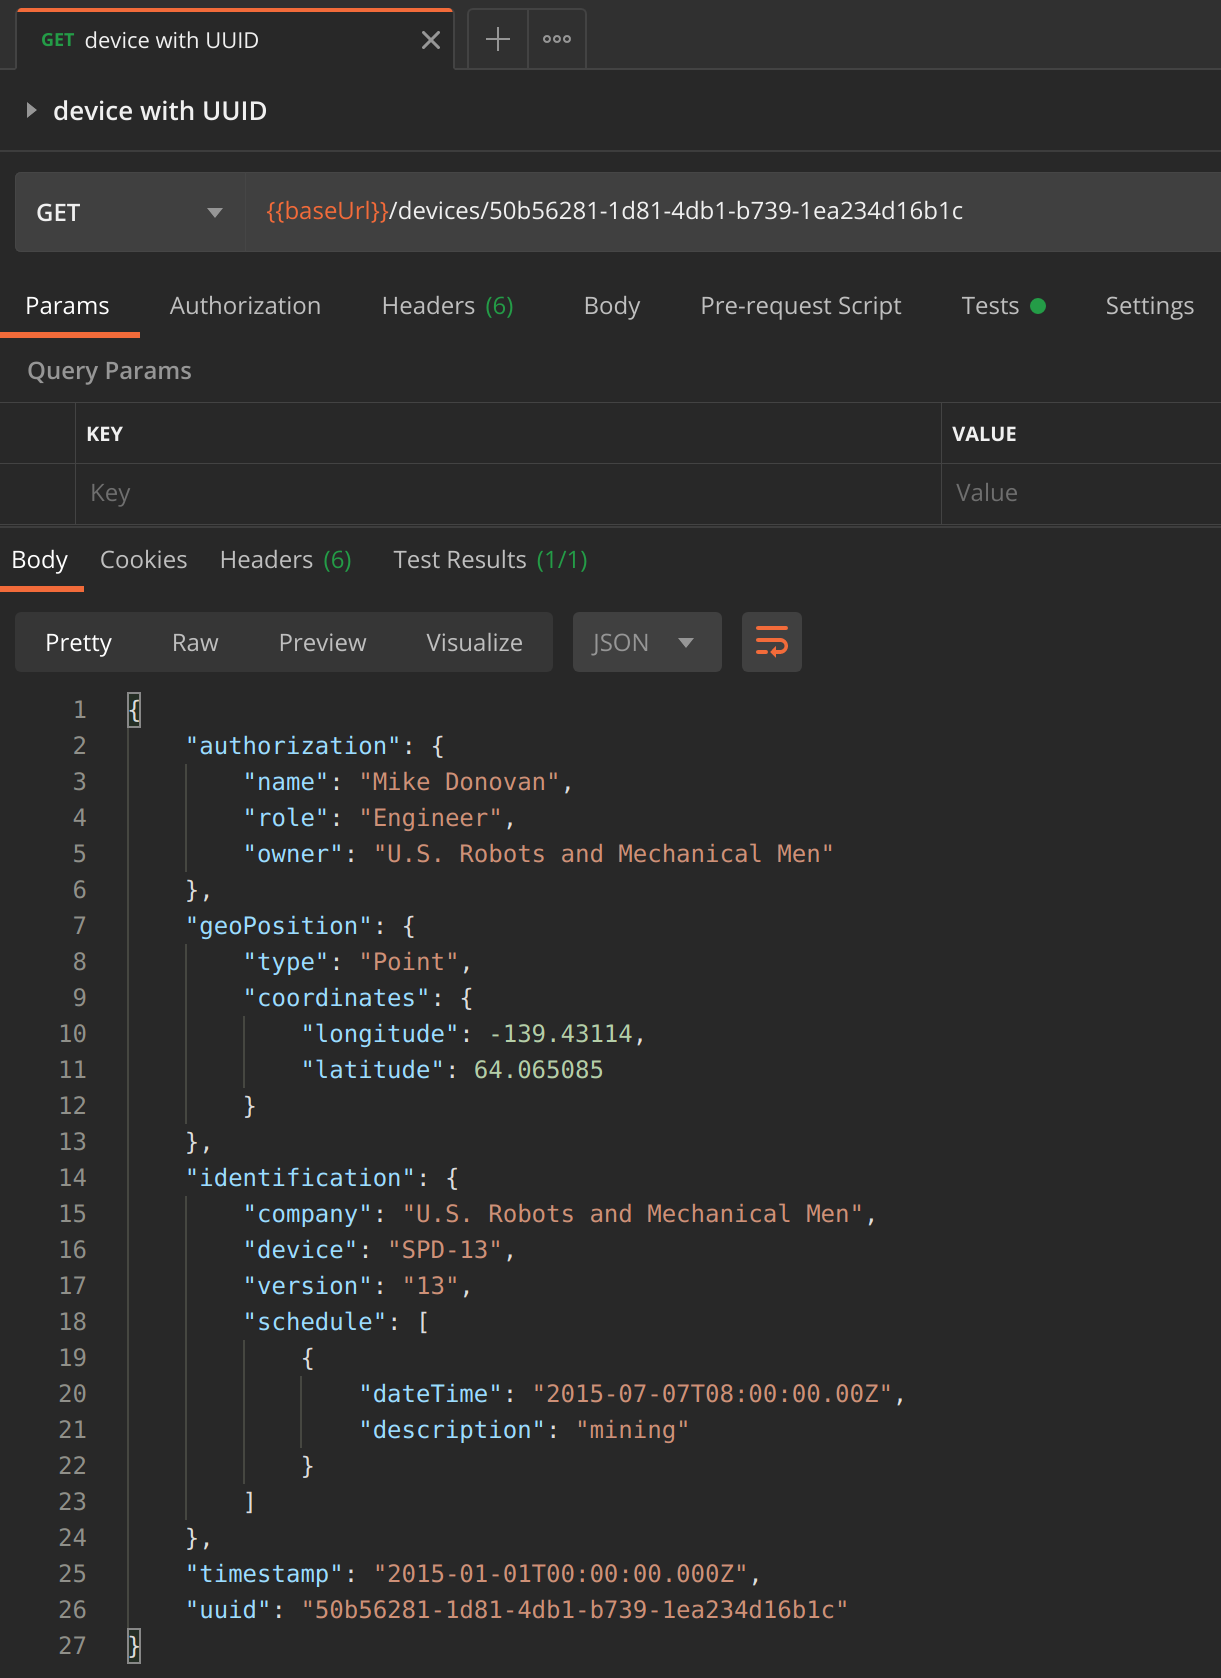 GET device with UUID
device with UUID
GET {{baseUrl}}/devices/50b56281-1d81-4db1-b739-1ea234d16b1c
Params Authorization Headers (6) Body Pre-request Script Tests Settings
Query Params
KEY VALUE
Key Value
Body Cookies Headers (6) Test Results (1/1)
Pretty Raw Preview Visualize JSON
1 {
2 "authorization": {
3 "name": "Mike Donovan",
4 "role": "Engineer",
5 "owner": "U.S. Robots and Mechanical Men"
6 },
7 "geoPosition": {
8 "type": "Point",
9 "coordinates": {
10 "longitude": -139.43114,
11 "latitude": 64.065085
12 }
13 },
14 "identification": {
15 "company": "U.S. Robots and Mechanical Men",
16 "device": "SPD-13",
17 "version": "13",
18 "schedule": [
19 {
20 "dateTime": "2015-07-07T08:00:00.00Z",
21 "description": "mining"
22 }
23 ]
24 },
25 "timestamp": "2015-01-01T00:00:00.000Z",
26 "uuid": "50b56281-1d81-4db1-b739-1ea234d16b1c"
27 }